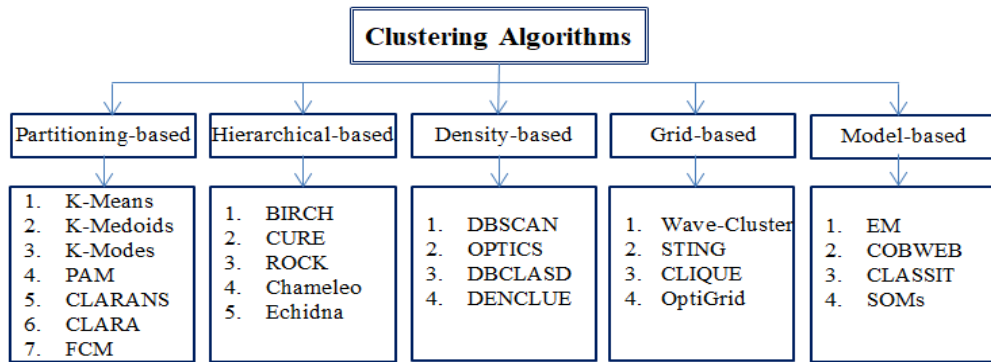 Clustering Algorithms
Partitioning-based
Hierarchical-based
Density-based
Grid-based
Model-based
1. K-Means
2. K-Medoids
3. K-Modes
4. PAM
5. CLARANS
6. CLARA
7. FCM
1. BIRCH
2. CURE
3. ROCK
4. Chameleo
5. Echidna
1. DBSCAN
2. OPTICS
3. DBCLASD
4. DENCLUE
1. Wave-Cluster
2. STING
3. CLIQUE
4. OptiGrid
1. EM
2. COBWEB
3. CLASSIT
4. SOMs